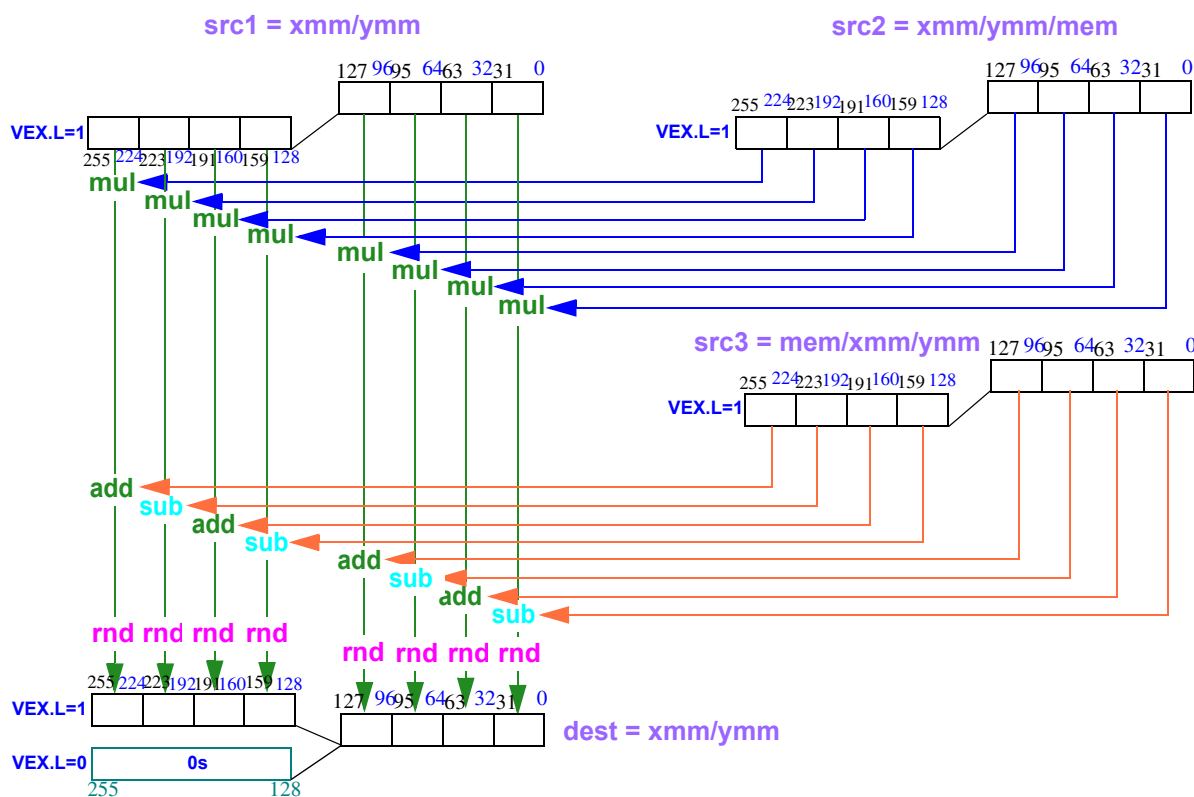 src1 = xmm/ymm
src2 = xmm/ymm/mem
127 96 95 64 63 32 31 0
127 96 95 64 63 32 31 0
255 224 223 192 191 160 159 128
VEX.L=1
VEX.L=1
255 224 223 192 191 160 159 128
mul
mul
mul
mul
mul
mul
mul
mul
src3 = mem/xmm/ymm
127 96 95 64 63 32 31 0
255 224 223 192 191 160 159 128
VEX.L=1
add
sub
add
sub
add
sub
add
sub
rnd rnd rnd rnd
rnd rnd rnd rnd
255 224 223 192 191 160 159 128
127 96 95 64 63 32 31 0
VEX.L=1
dest = xmm/ymm
VEX.L=0
0s
255 128